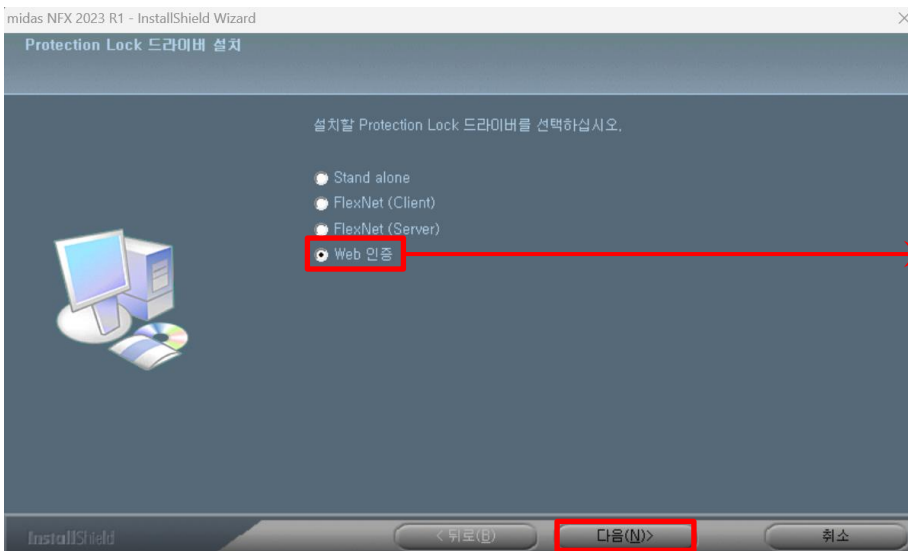 midas NFX 2023 R1 - InstallShield Wizard
Protection Lock 드라이버 설치
설치할 Protection Lock 드라이버를 선택하십시오.
Stand alone
FlexNet (Client)
FlexNet (Server)
Web 인증
InstallShield
< 뒤로(B)
다음(N)>
취소